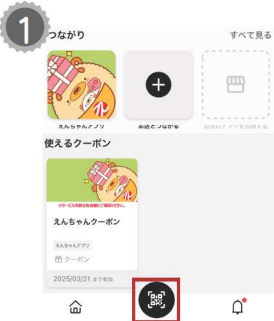 1
つながり
すべて見る
えんちゃんアプリ
使えるクーポン
えんちゃんクーポン
えんちゃんアプリ
クーポン
2025/03/31 まで有効